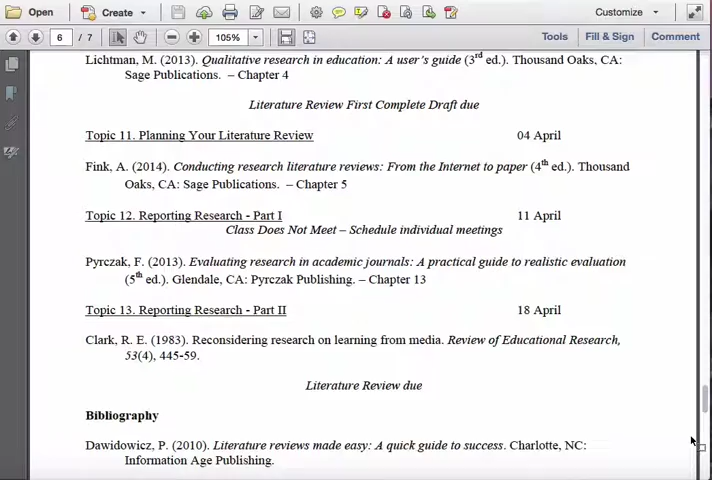 Open Create Customize
6 / 7 105% Tools Fill & Sign Comment
Lichtman, M. (2013). Qualitative research in education: A user's guide (3rd ed.). Thousand Oaks, CA:
Sage Publications. – Chapter 4
Literature Review First Complete Draft due
Topic 11. Planning Your Literature Review 04 April
Fink, A. (2014). Conducting research literature reviews: From the Internet to paper (4th ed.). Thousand
Oaks, CA: Sage Publications. – Chapter 5
Topic 12. Reporting Research - Part I 11 April
Class Does Not Meet – Schedule individual meetings
Pyrczak, F. (2013). Evaluating research in academic journals: A practical guide to realistic evaluation
(5th ed.). Glendale, CA: Pyrczak Publishing. – Chapter 13
Topic 13. Reporting Research - Part II 18 April
Clark, R. E. (1983). Reconsidering research on learning from media. Review of Educational Research,
53(4), 445-59.
Literature Review due
Bibliography
Dawidowicz, P. (2010). Literature reviews made easy: A quick guide to success. Charlotte, NC:
Information Age Publishing.